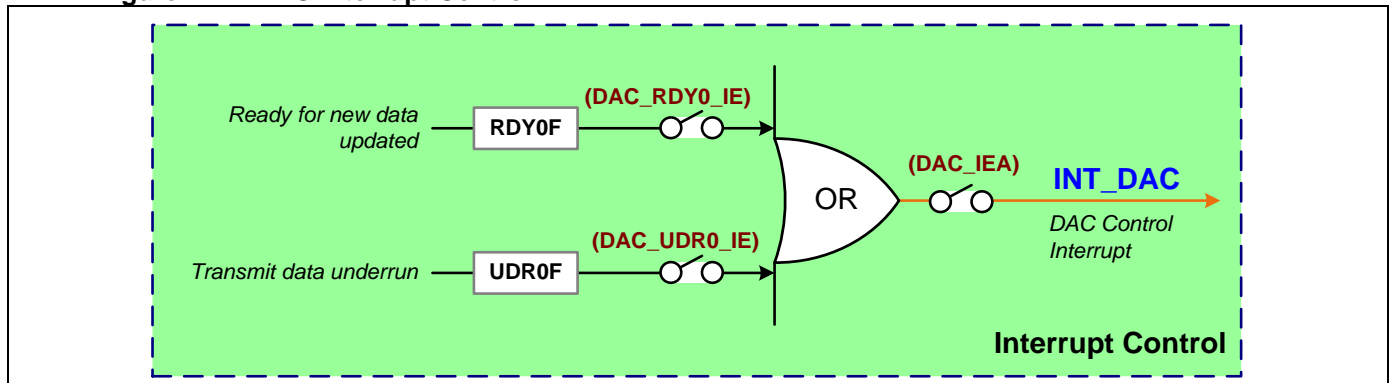 (DAC_RDY0_IE)
Ready for new data
updated
RDY0F
(DAC_IEA)
INT_DAC
OR
DAC Control
Interrupt
(DAC_UDR0_IE)
Transmit data underrun
UDR0F
Interrupt Control